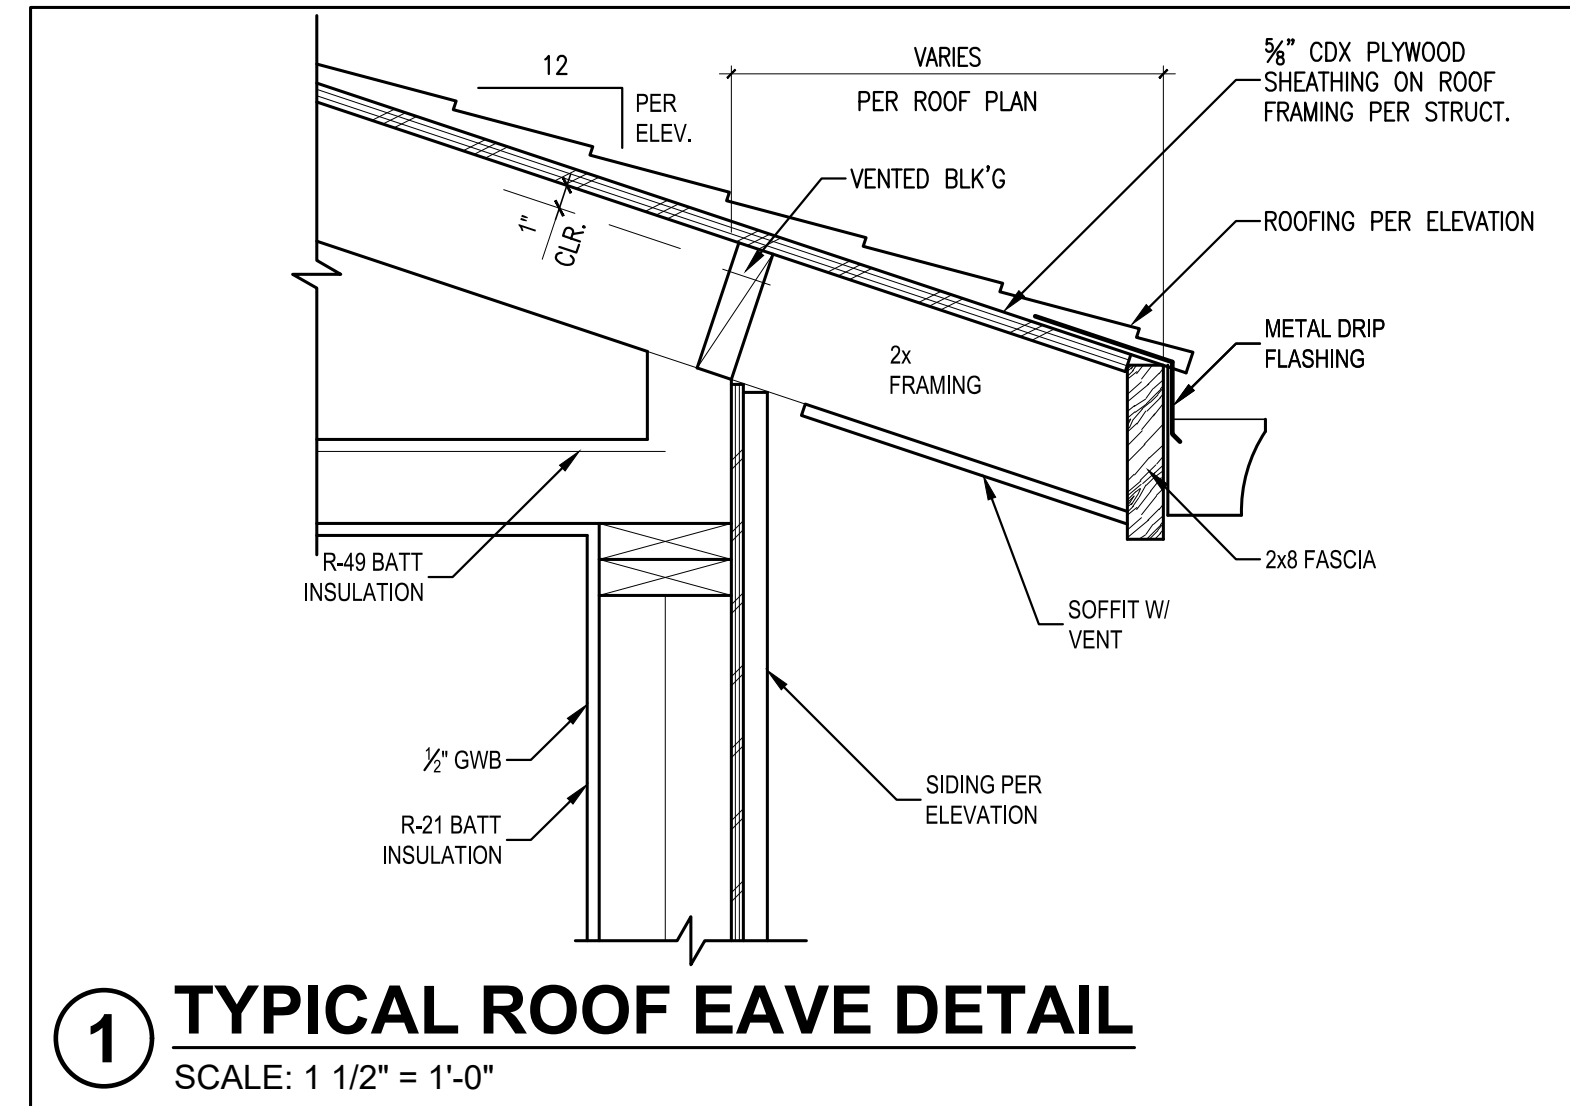 12
PER
ELEV.
VARIES
PER ROOF PLAN
⅝” CDX PLYWOOD
SHEATHING ON ROOF
FRAMING PER STRUCT.
VENTED BLK’G
1"
CLR.
ROOFING PER ELEVATION
METAL DRIP
FLASHING
2x
FRAMING
R-49 BATT
INSULATION
2x8 FASCIA
SOFFIT W/
VENT
½" GWB
SIDING PER
ELEVATION
R-21 BATT
INSULATION
1
TYPICAL ROOF EAVE DETAIL
SCALE: 1 1/2" = 1'-0"